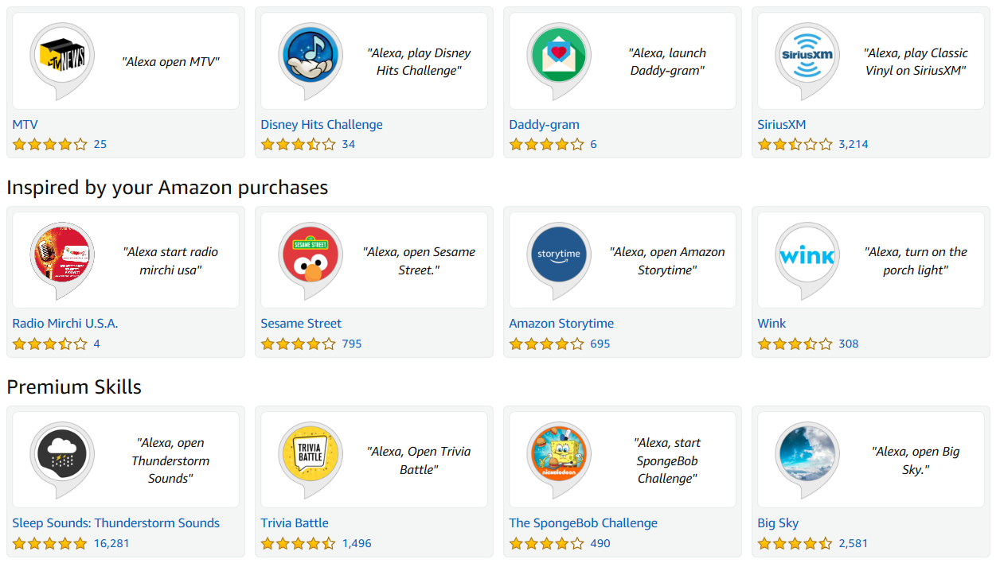 MTV NEWS
"Alexa open MTV"
"Alexa, play Disney
Hits Challenge"
"Alexa, launch
Daddy-gram"
SiriusXM
"Alexa, play Classic
Vinyl on SiriusXM"
MTV
25
Disney Hits Challenge
34
Daddy-gram
6
SiriusXM
3,214
Inspired by your Amazon purchases
"Alexa start radio
mirchi usa"
SESAME STREET
"Alexa, open Sesame
Street."
storytime
"Alexa, open Amazon
Storytime"
wink
"Alexa, turn on the
porch light"
Radio Mirchi U.S.A.
4
Sesame Street
795
Amazon Storytime
695
Wink
308
Premium Skills
"Alexa, open
Thunderstorm
Sounds"
TRIVIA
BATTLE
"Alexa, Open Trivia
Battle"
nickelodeon
"Alexa, start
SpongeBob
Challenge"
"Alexa, open Big
Sky."
Sleep Sounds: Thunderstorm Sounds
16,281
Trivia Battle
1,496
The SpongeBob Challenge
490
Big Sky
2,581